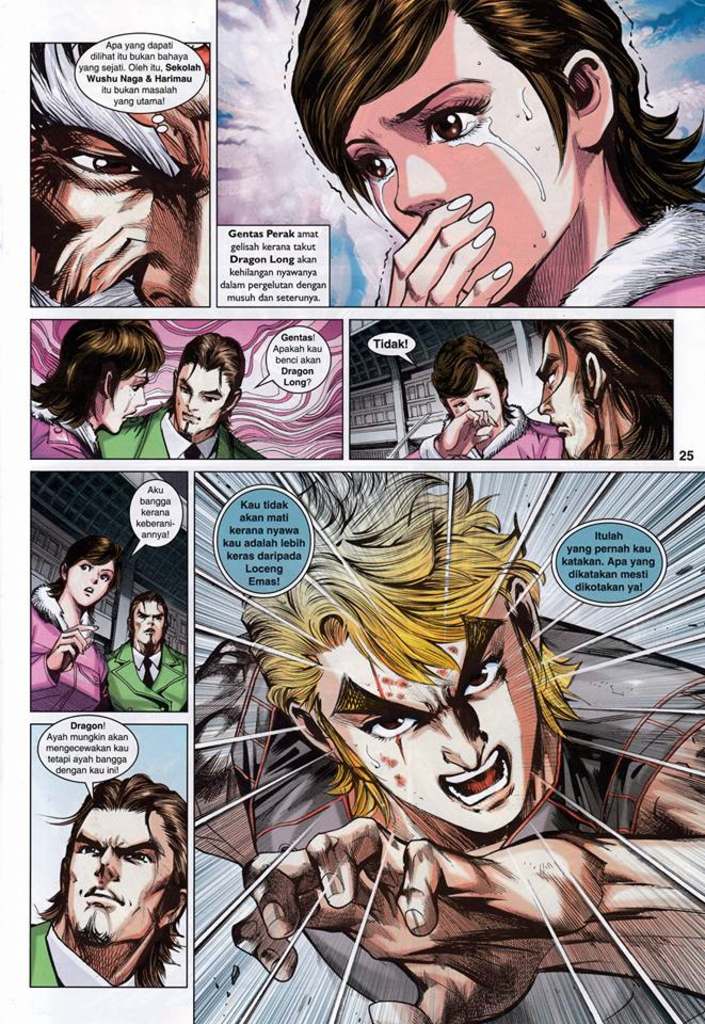 Apa yang dapati
dilihat itu bukan bahaya
yang sejati. Oleh itu, Sekolah
Wushu Naga & Harimau
itu bukan masalah
yang utama!
Gentas Perak amat
gelisah kerana takut
Dragon Long akan
kehilangan nyawanya
dalam pergelutan dengan
musuh dan seterunya.
Gentas!
Apakah kau
benci akan
Dragon
Long?
Tidak!
25
Aku
bangga
kerana
keberani-
annya!
Kau tidak
akan mati
kerana nyawa
kau adalah lebih
keras daripada
Loceng
Emas!
Itulah
yang pernah kau
katakan. Apa yang
dikatakan mesti
dikotakan ya!
Dragon!
Ayah mungkin akan
mengecewakan kau
tetapi ayah bangga
dengan kau ini!